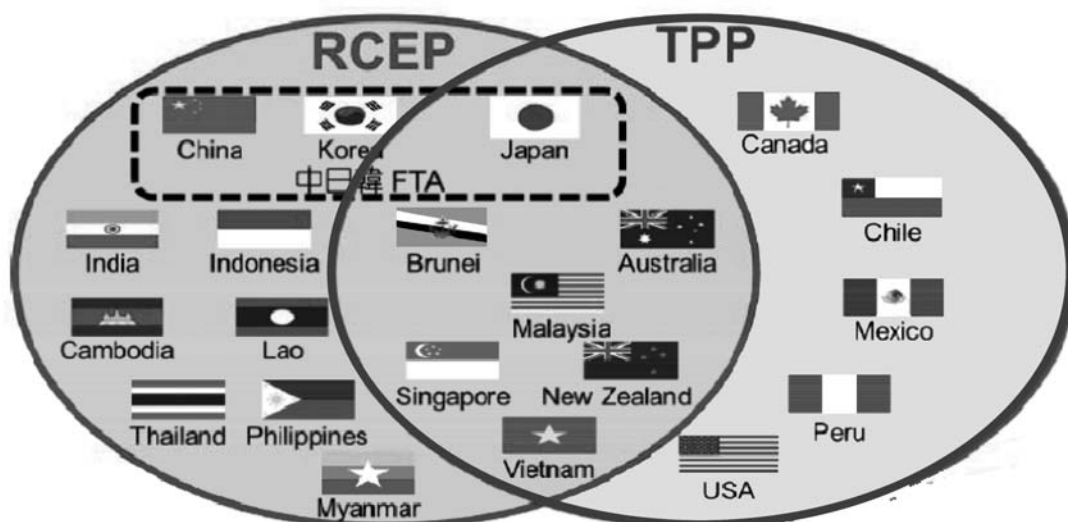 RCEP
TPP
China
Korea
Japan
Canada
中日韓 FTA
Chile
India
Indonesia
Brunei
Australia
Malaysia
Mexico
Cambodia
Lao
Singapore
New Zealand
Thailand
Philippines
Vietnam
Peru
USA
Myanmar